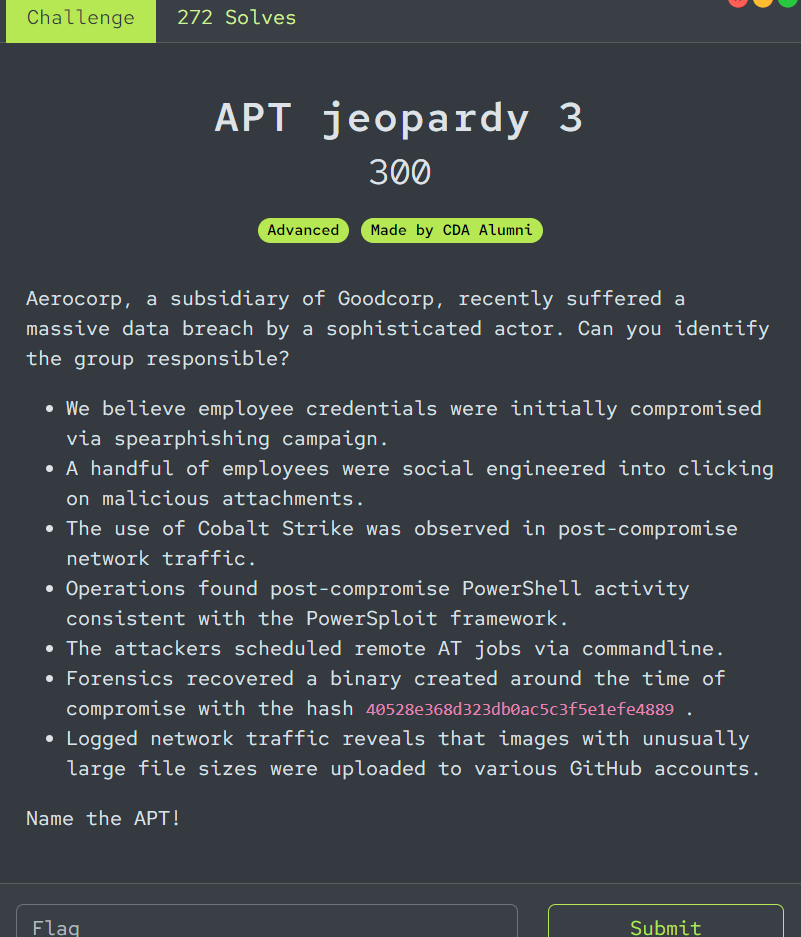 Challenge
272 Solves
APT jeopardy 3
300
Advanced
Made by CDA Alumni
Aerocorp, a subsidiary of Goodcorp, recently suffered a
massive data breach by a sophisticated actor. Can you identify
the group responsible?
• We believe employee credentials were initially compromised
via spearphishing campaign.
• A handful of employees were social engineered into clicking
on malicious attachments.
• The use of Cobalt Strike was observed in post-compromise
network traffic.
• Operations found post-compromise PowerShell activity
consistent with the PowerSploit framework.
• The attackers scheduled remote AT jobs via commandline.
• Forensics recovered a binary created around the time of
compromise with the hash 40528e368d323db0ac5c3f5e1efe4889 .
• Logged network traffic reveals that images with unusually
large file sizes were uploaded to various GitHub accounts.
Name the APT!
Flag
Submit